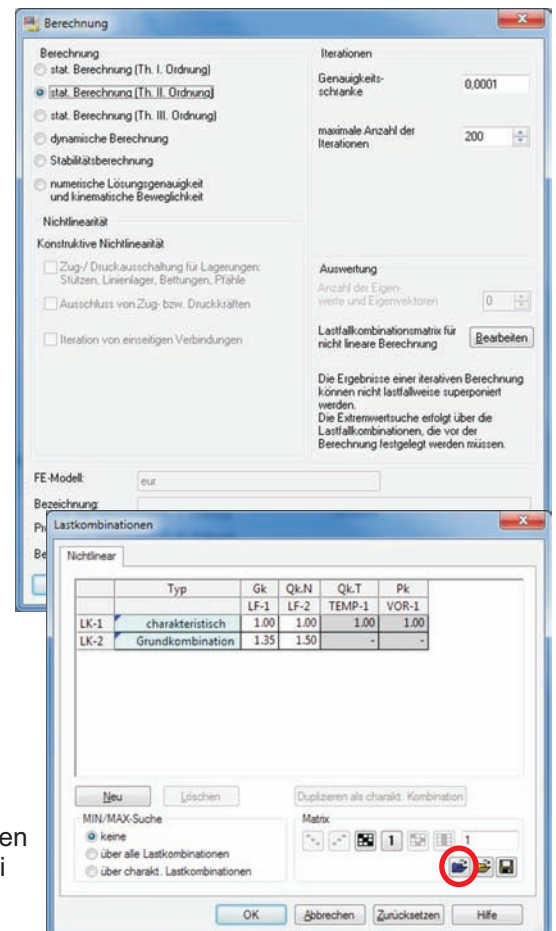 Berechnung
Berechnung
stat. Berechnung (Th. I. Ordnung)
stat. Berechnung (Th. II. Ordnung)
stat. Berechnung (Th. III. Ordnung)
dynamische Berechnung
Stabilitätsberechnung
numerische Lösungsgenauigkeit
und kinematische Beweglichkeit
Nichtlinearität
Konstruktive Nichtlinearität
Zug-/ Druckausschaltung für Lagerungen:
Stützen, Linienlager, Bettungen, Pfähle
Ausschluss von Zug- bzw. Druckkräften
Iteration von einseitigen Verbindungen
Iterationen
Genauigkeits-
schranke 0,0001
maximale Anzahl der
Iterationen 200
Auswertung
Anzahl der Eigen-
werte und Eigenvektoren 0
Lastfallkombinationsmatrix für
nicht lineare Berechnung Bearbeiten
Die Ergebnisse einer iterativen Berechnung
können nicht lastfallweise superponiert
werden.
Die Extremwertsuche erfolgt über die
Lastfallkombinationen, die vor der
Berechnung festgelegt werden müssen.
FE-Modell: eur
Bezeichnung:
Pr
Be
Lastkombinationen
Nichtlinear
Typ Gk Qk.N Qk.T Pk
LF-1 LF-2 TEMP-1 VOR-1
LK-1 charakteristisch 1.00 1.00 1.00 1.00
LK-2 Grundkombination 1.35 1.50 - -
Neu Löschen Duplizieren als charakt. Kombination
MIN/MAX-Suche
keine
über alle Lastkombinationen
über charakt. Lastkombinationen
Matrix
1 1
OK Abbrechen Zurücksetzen Hilfe
en
i